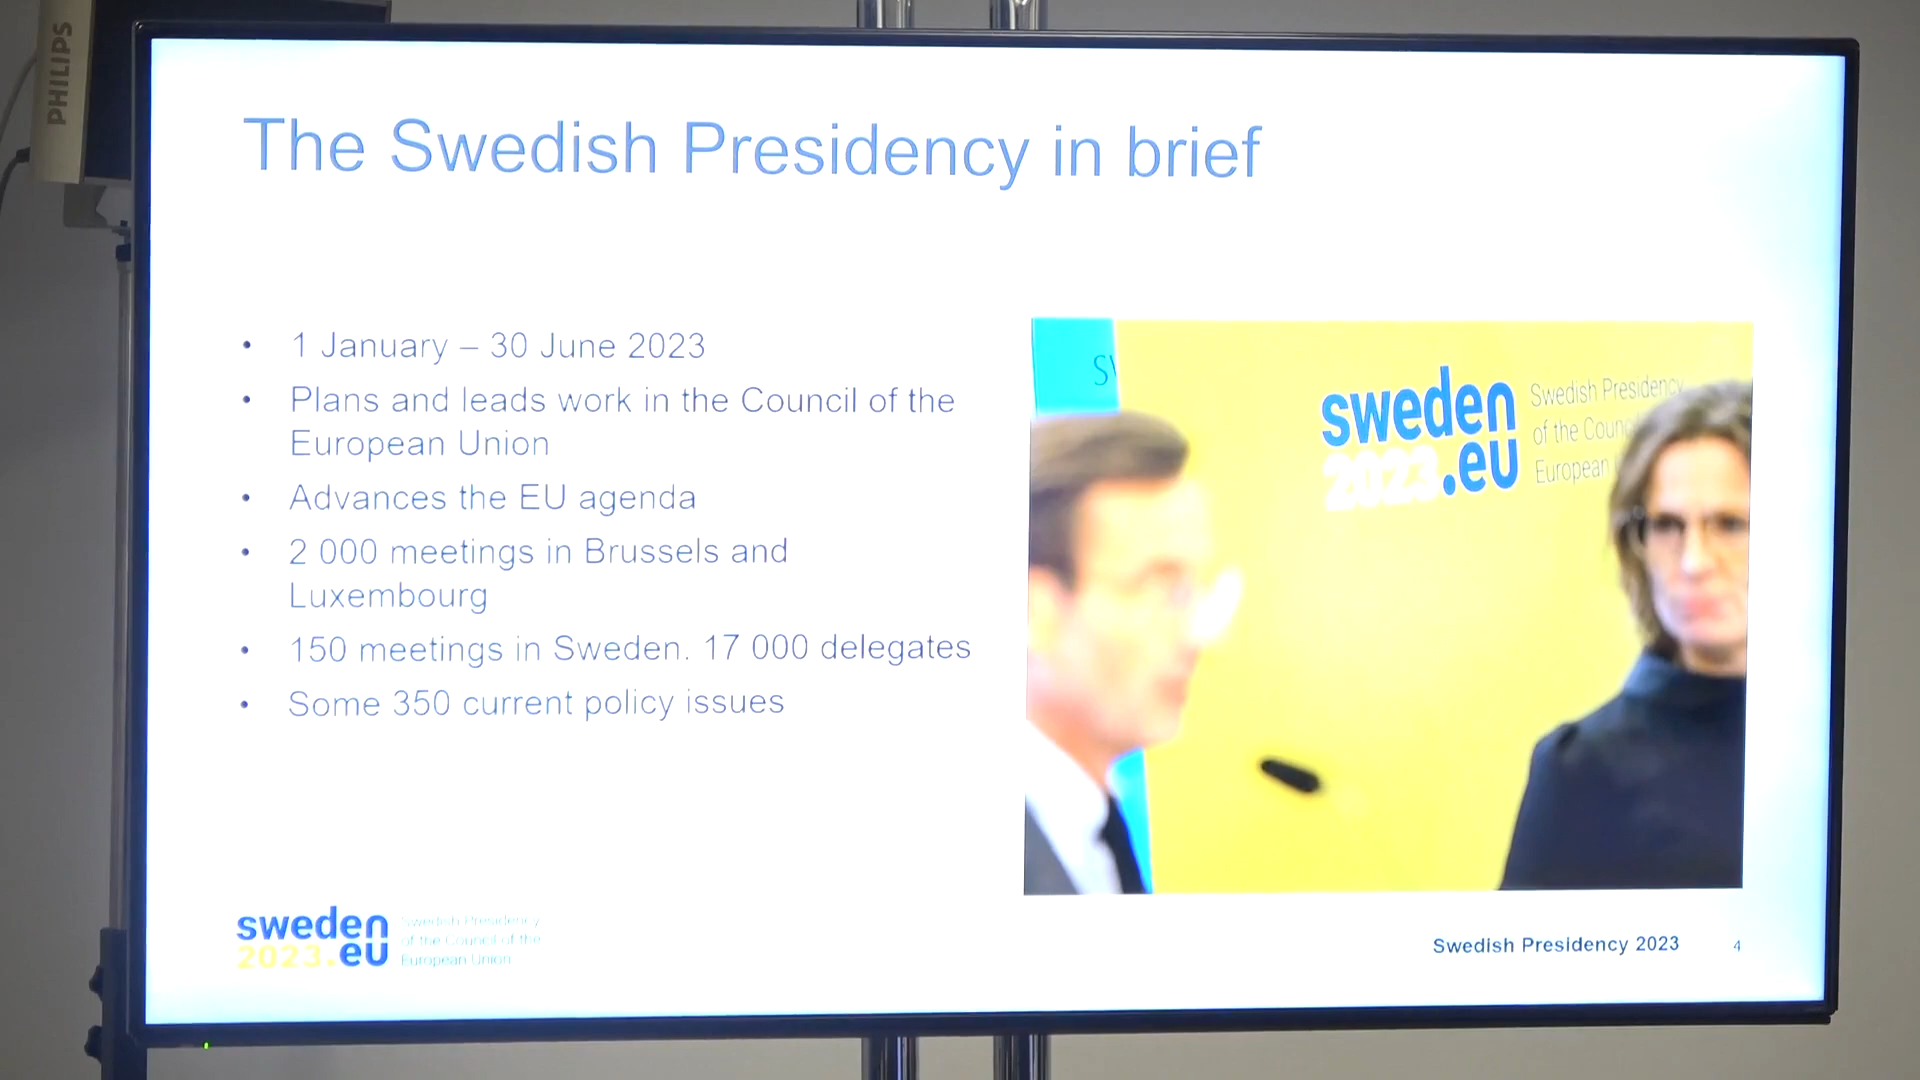 PHILIPS
The Swedish Presidency in brief
• 1 January – 30 June 2023
• Plans and leads work in the Council of the
European Union
• Advances the EU agenda
• 2 000 meetings in Brussels and
Luxembourg
• 150 meetings in Sweden. 17 000 delegates
• Some 350 current policy issues
sweden
2023.eu
Swedish Presidency
of the
European
sweden
2023.eu
Swedish Presidency
of the Council of the
European Union
Swedish Presidency 2023
4